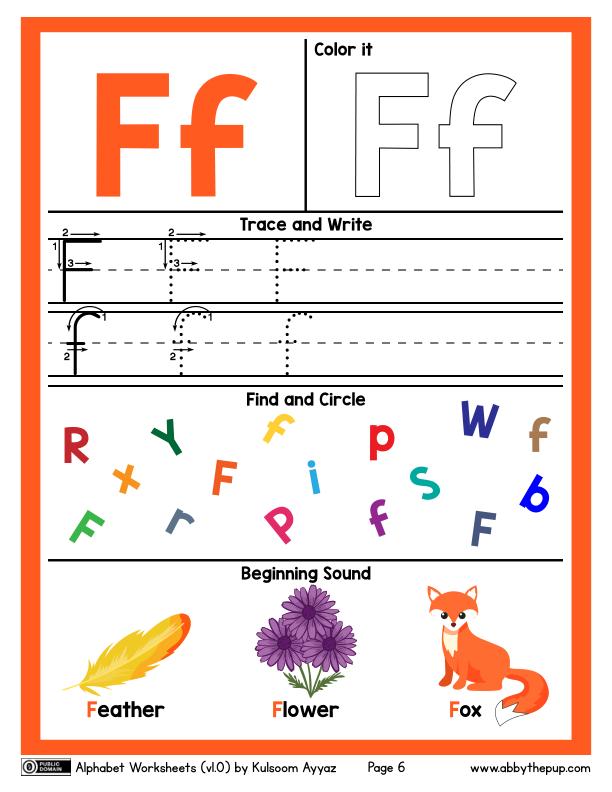 Ff
Color it
Ff
Trace and Write
2 2
1 1
3 3
F F F
1 1
f f f
2 2
Find and Circle
R Y f p W f
x F i S b
F r P f F
Beginning Sound
Feather Flower Fox
PUBLIC DOMAIN Alphabet Worksheets (v1.0) by Kulsoom Ayyaz Page 6 www.abbythepup.com